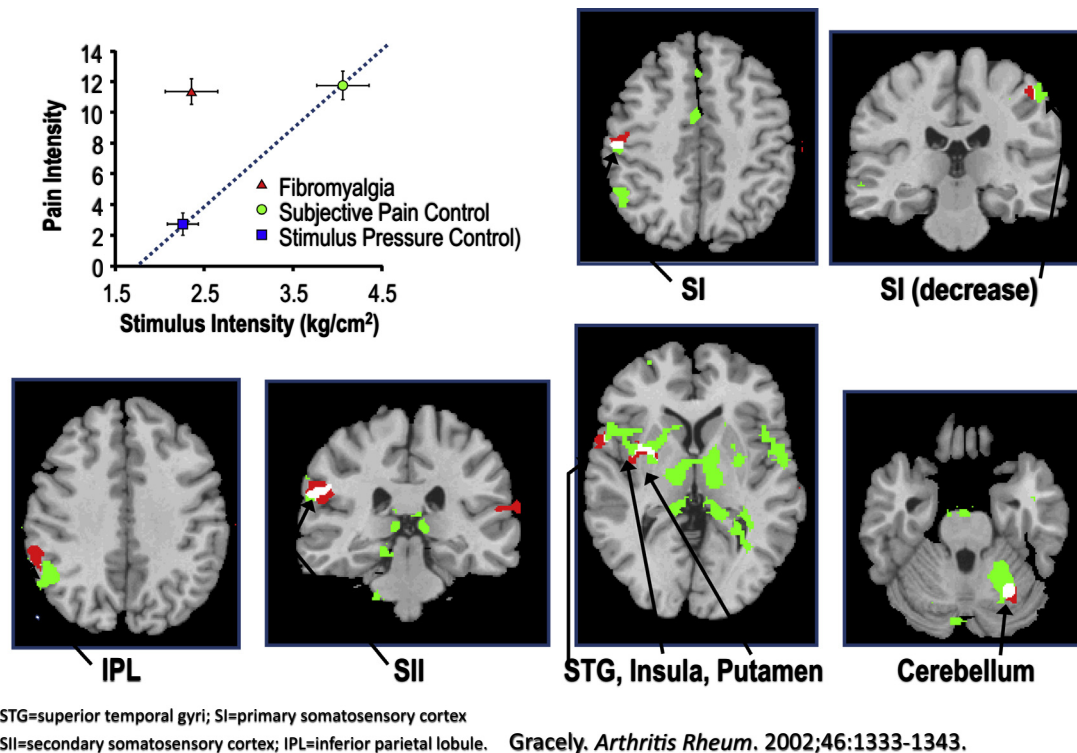 14
12
10
8
6
4
2
0
Pain Intensity
Fibromyalgia
Subjective Pain Control
Stimulus Pressure Control)
1.5 2.5 3.5 4.5
Stimulus Intensity (kg/cm²)
SI
SI (decrease)
IPL
SII
STG, Insula, Putamen
Cerebellum
STG=superior temporal gyri; SI=primary somatosensory cortex
SII=secondary somatosensory cortex; IPL=inferior parietal lobule.
Gracely. Arthritis Rheum. 2002;46:1333-1343.